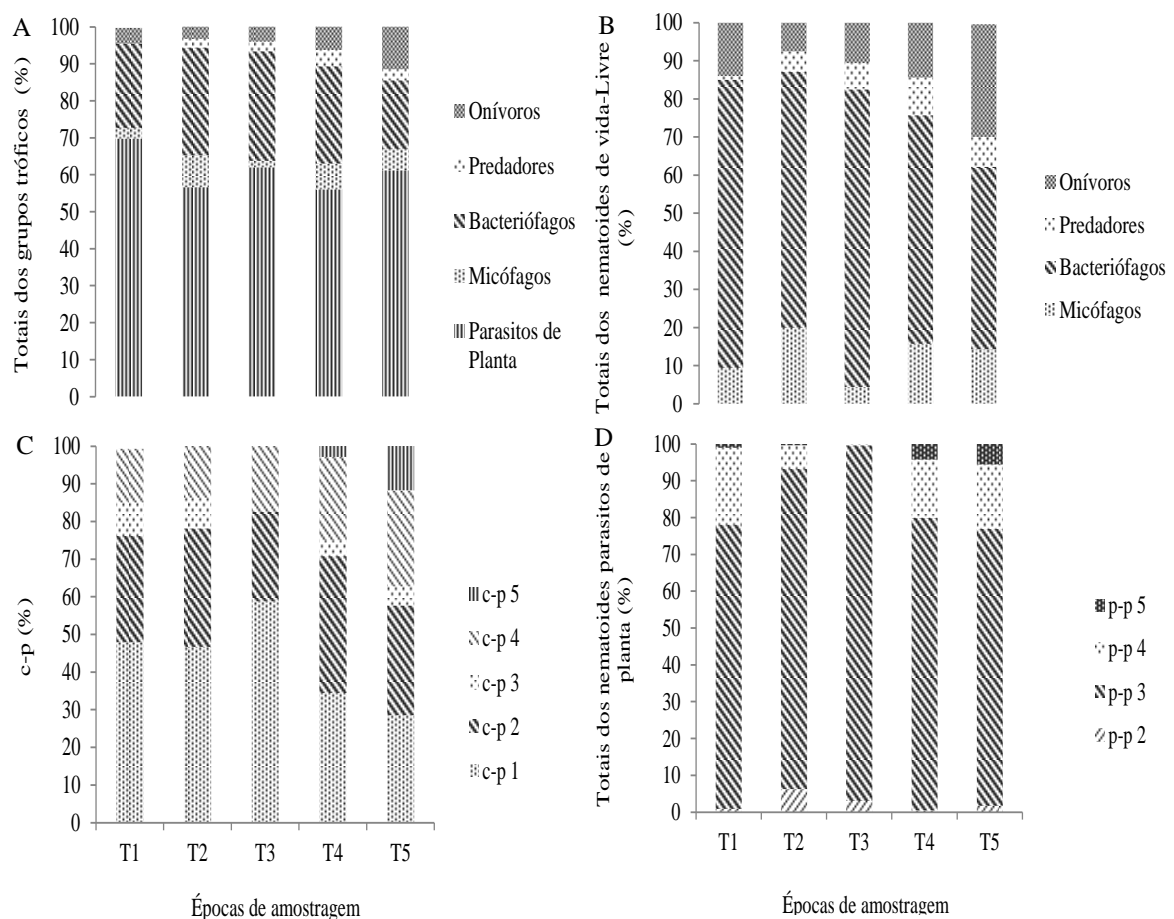 A
Totais dos grupos tróficos (%)
100
90
80
70
60
50
40
30
20
10
0
Onívoros
Predadores
Bacteriófagos
Micófagos
Parasitos de
Planta
B
Totais dos nematoides de vida-Livre
(%)
100
90
80
70
60
50
40
30
20
10
0
Onívoros
Predadores
Bacteriófagos
Micófagos
C
c-p (%)
100
90
80
70
60
50
40
30
20
10
0
c-p 5
c-p 4
c-p 3
c-p 2
c-p 1
T1 T2 T3 T4 T5
Épocas de amostragem
D
Totais dos nematoides parasitos de
planta (%)
100
90
80
70
60
50
40
30
20
10
0
p-p 5
p-p 4
p-p 3
p-p 2
T1 T2 T3 T4 T5
Épocas de amostragem